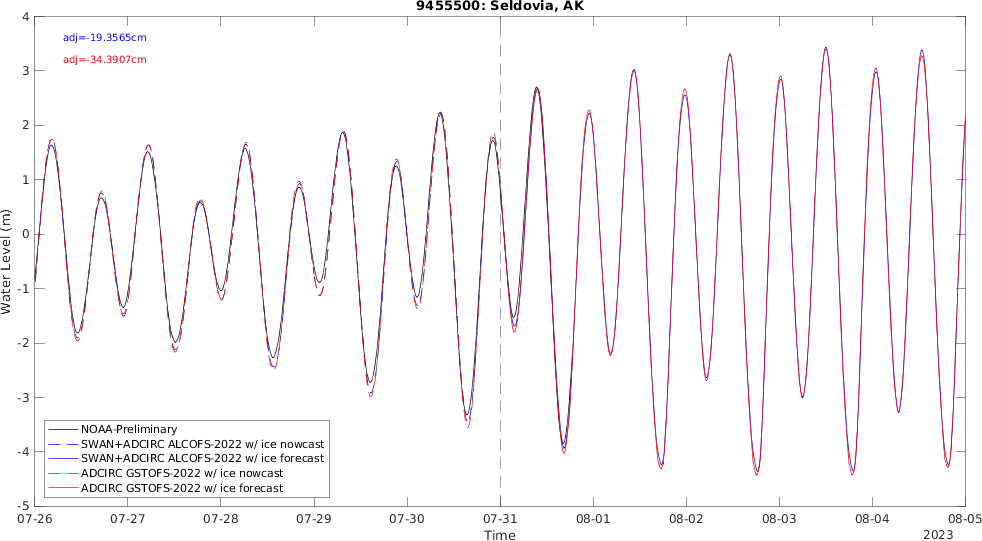 9455500: Seldovia, AK
adj=-19.3565cm
adj=-34.3907cm
Water Level (m)
4
3
2
1
0
-1
-2
-3
-4
-5
NOAA-Preliminary
SWAN+ADCIRC ALCOFS-2022 w/ ice nowcast
SWAN+ADCIRC ALCOFS-2022 w/ ice forecast
ADCIRC GSTOFS-2022 w/ ice nowcast
ADCIRC GSTOFS-2022 w/ ice forecast
07-26 07-27 07-28 07-29 07-30 07-31 08-01 08-02 08-03 08-04 08-05
Time
2023